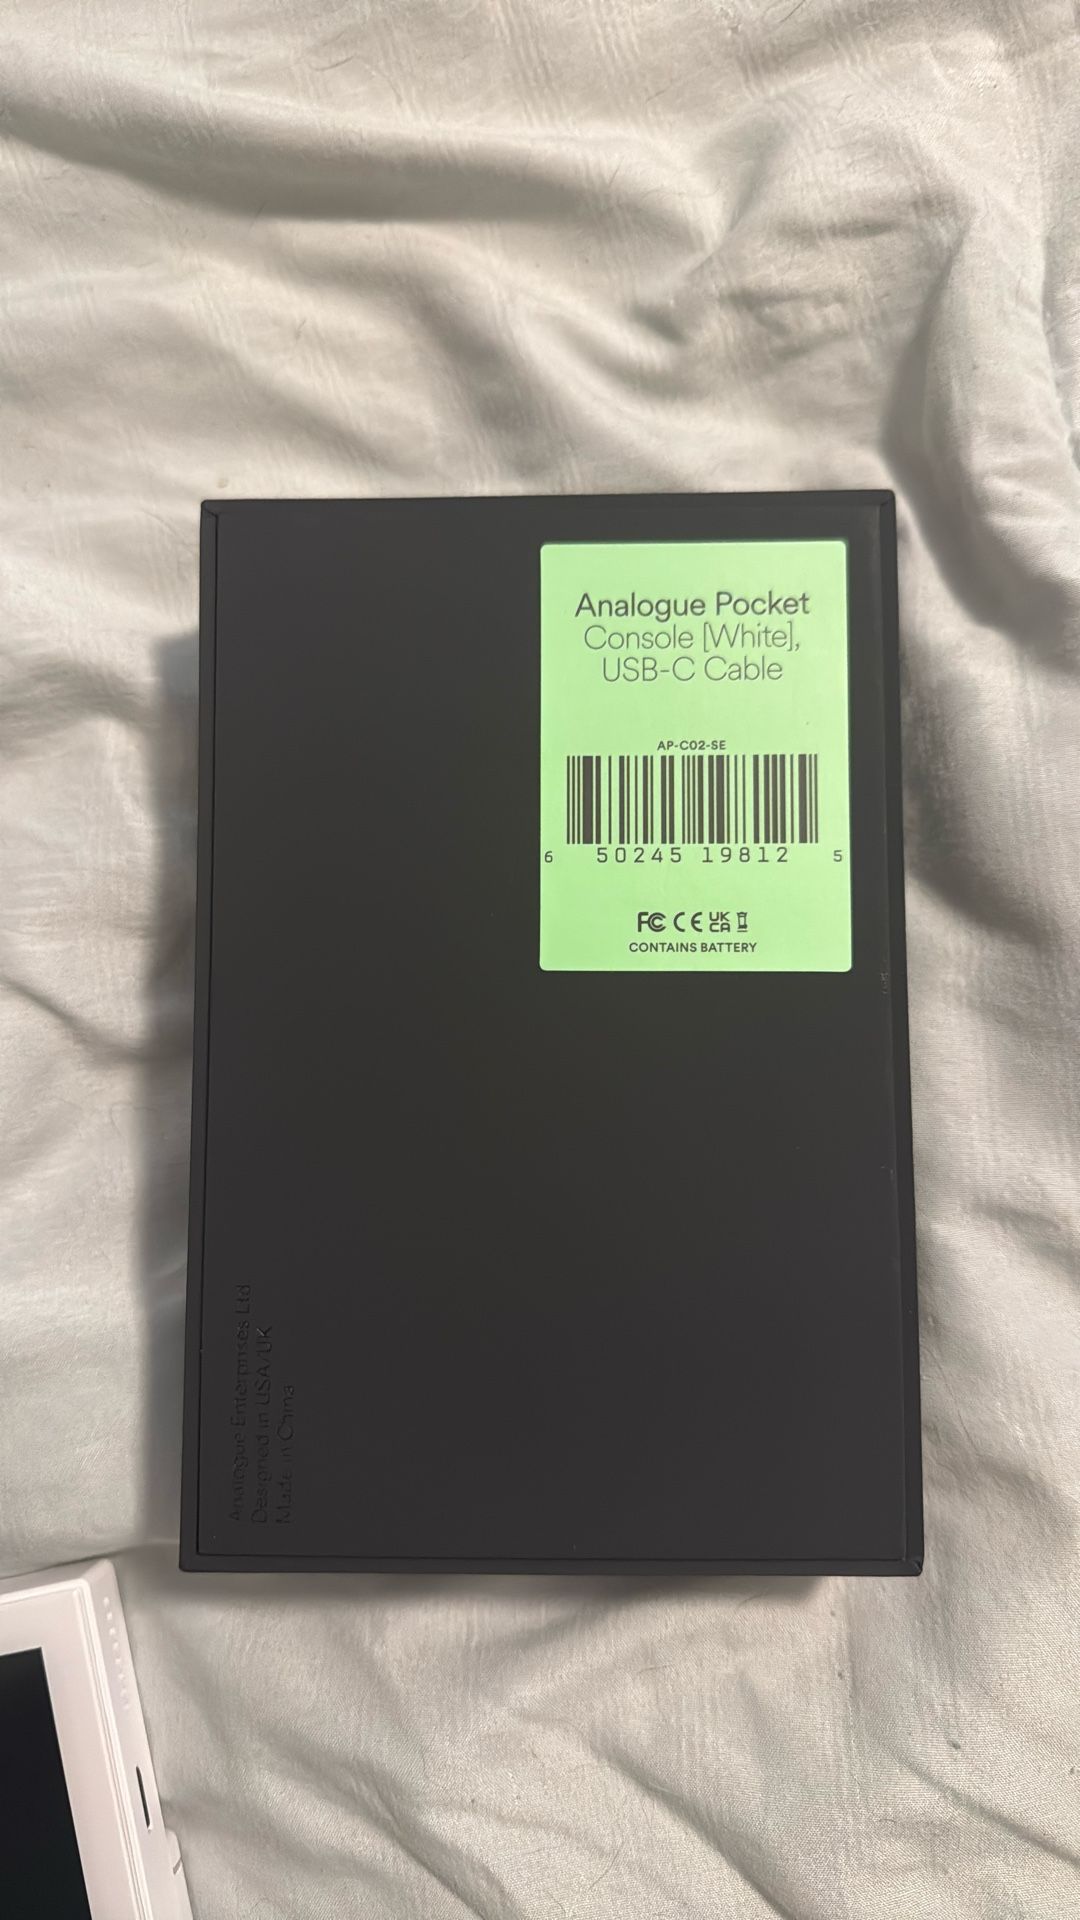 Analogue Pocket
Console [White],
USB-C Cable
AP-C02-SE
6 50245 19812 5
FC CE UK
CA
CONTAINS BATTERY
Analogue Enterprises Ltd
Designed in USA/UK
Made in China